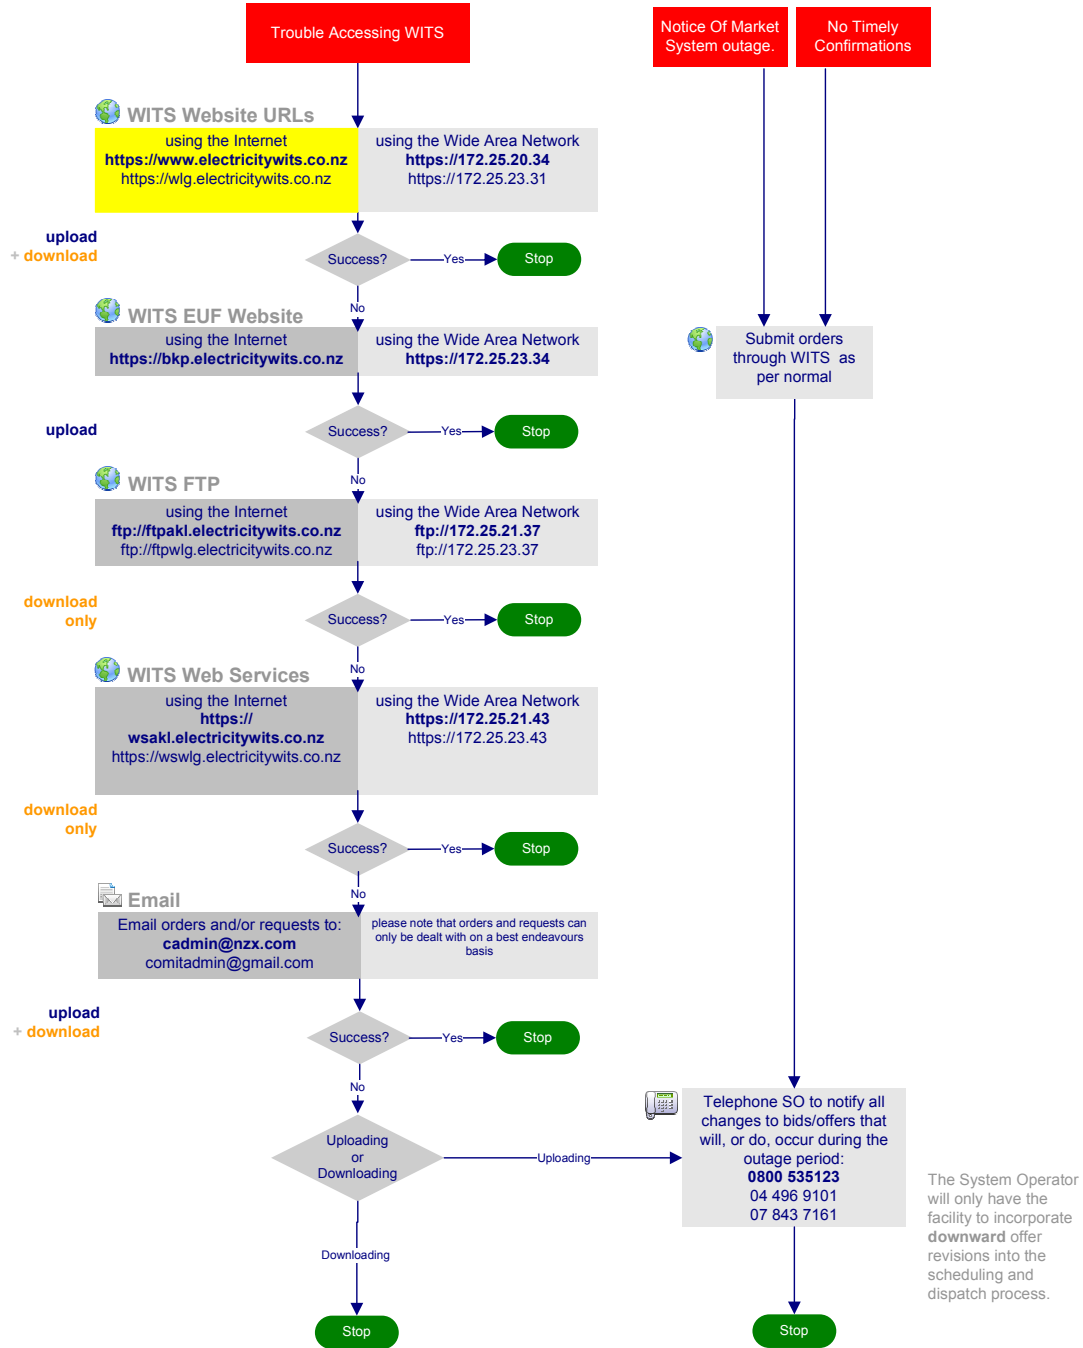 Trouble Accessing WITS
Notice Of Market
System outage.
No Timely
Confirmations
WITS Website URLs
using the Internet
https://www.electricitywits.co.nz
https://wlg.electricitywits.co.nz
using the Wide Area Network
https://172.25.20.34
https://172.25.23.31
upload
+ download
Success?
Yes
Stop
No
WITS EUF Website
using the Internet
https://bkp.electricitywits.co.nz
using the Wide Area Network
https://172.25.23.34
Submit orders
through WITS as
per normal
upload
Success?
Yes
Stop
No
WITS FTP
using the Internet
ftp://ftpakl.electricitywits.co.nz
ftp://ftpwlg.electricitywits.co.nz
using the Wide Area Network
ftp://172.25.21.37
ftp://172.25.23.37
download
only
Success?
Yes
Stop
No
WITS Web Services
using the Internet
https://
wsakl.electricitywits.co.nz
https://wswlg.electricitywits.co.nz
using the Wide Area Network
https://172.25.21.43
https://172.25.23.43
download
only
Success?
Yes
Stop
No
Email
Email orders and/or requests to:
cadmin@nzx.com
comitadmin@gmail.com
please note that orders and requests can
only be dealt with on a best endeavours
basis
upload
+ download
Success?
Yes
Stop
No
Uploading
or
Downloading
Uploading
Telephone SO to notify all
changes to bids/offers that
will, or do, occur during the
outage period:
0800 535123
04 496 9101
07 843 7161
The System Operator
will only have the
facility to incorporate
downward offer
revisions into the
scheduling and
dispatch process.
Downloading
Stop
Stop